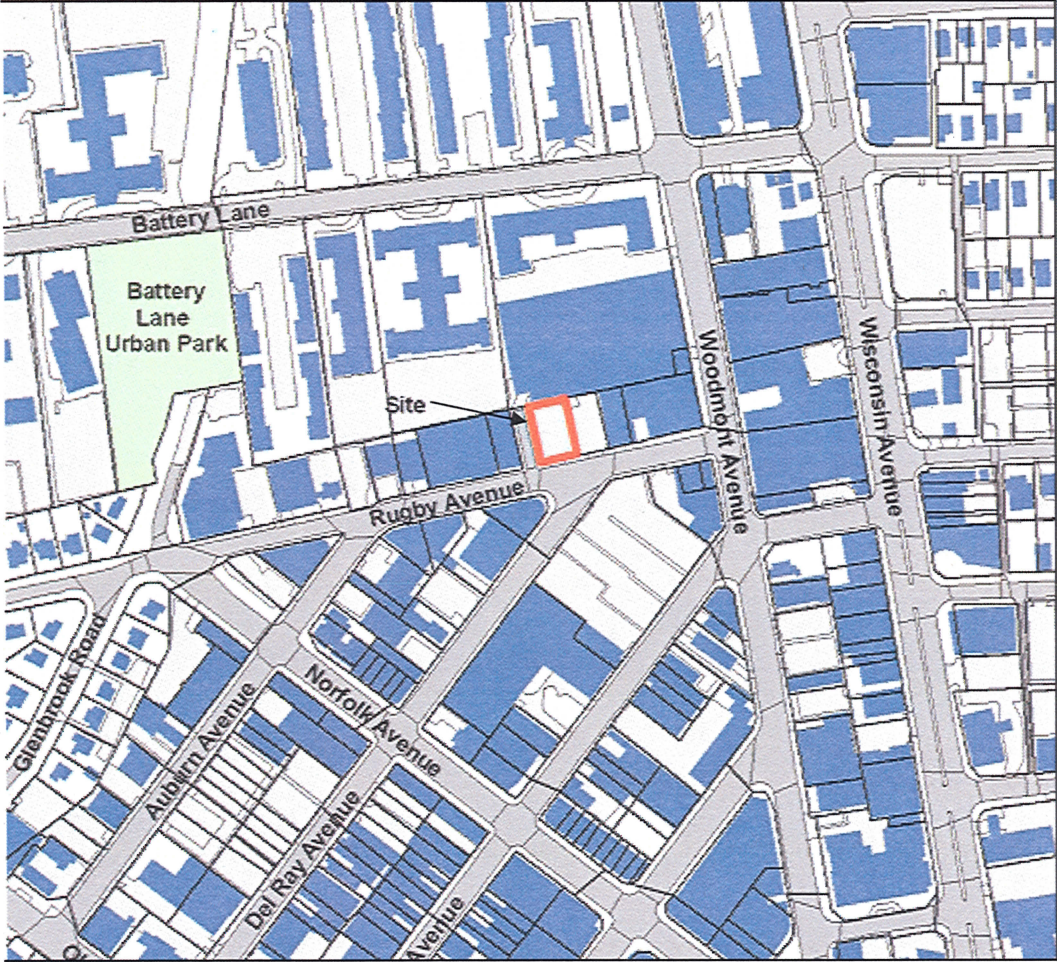 Battery Lane
Battery
Lane
Urban Park
Site
Woodmont Avenue
Wisconsin Avenue
Rugby Avenue
Glenbrook Road
Norfolk Avenue
Auburn Avenue
Del Ray Avenue
Avenue